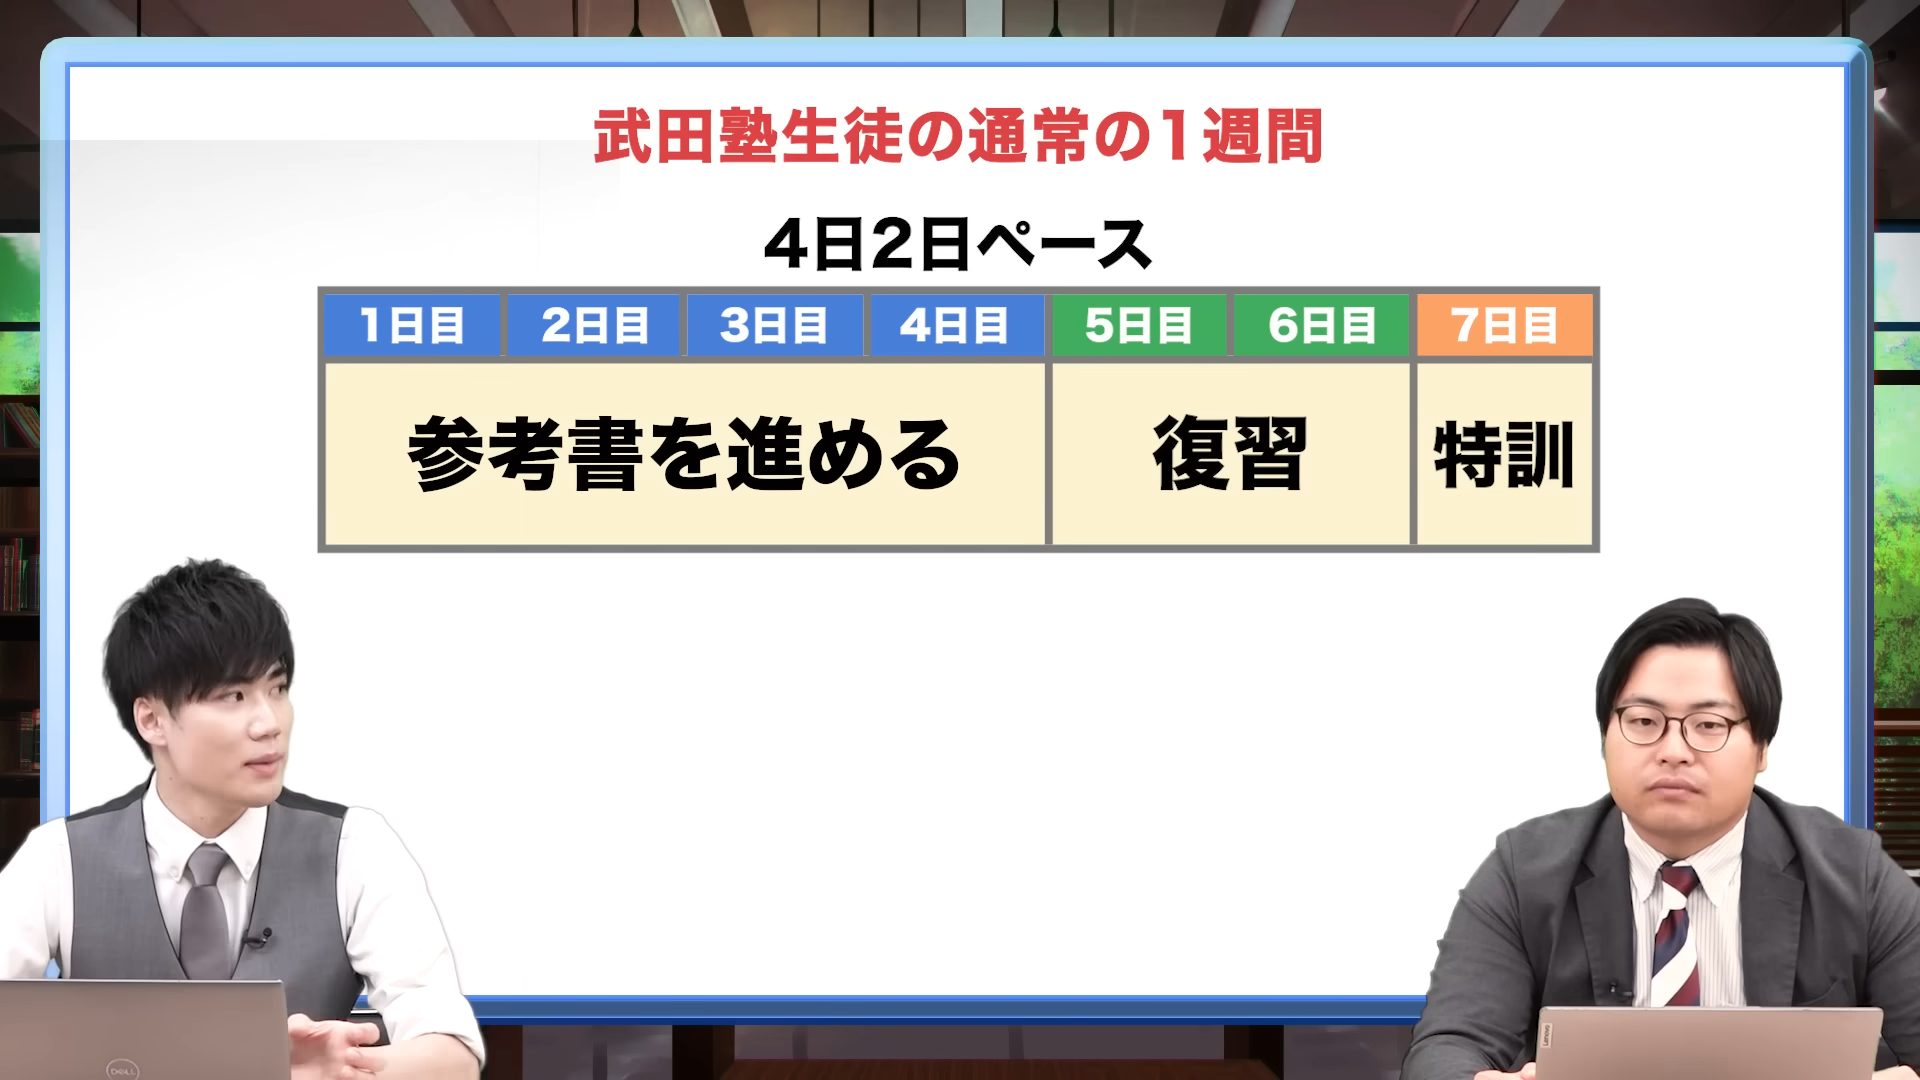 武田塾生徒の通常の1週間
4日2日ペース
1日目 2日目 3日目 4日目 5日目 6日目 7日目
参考書を進める 復習 特訓
DELL
Lenovo